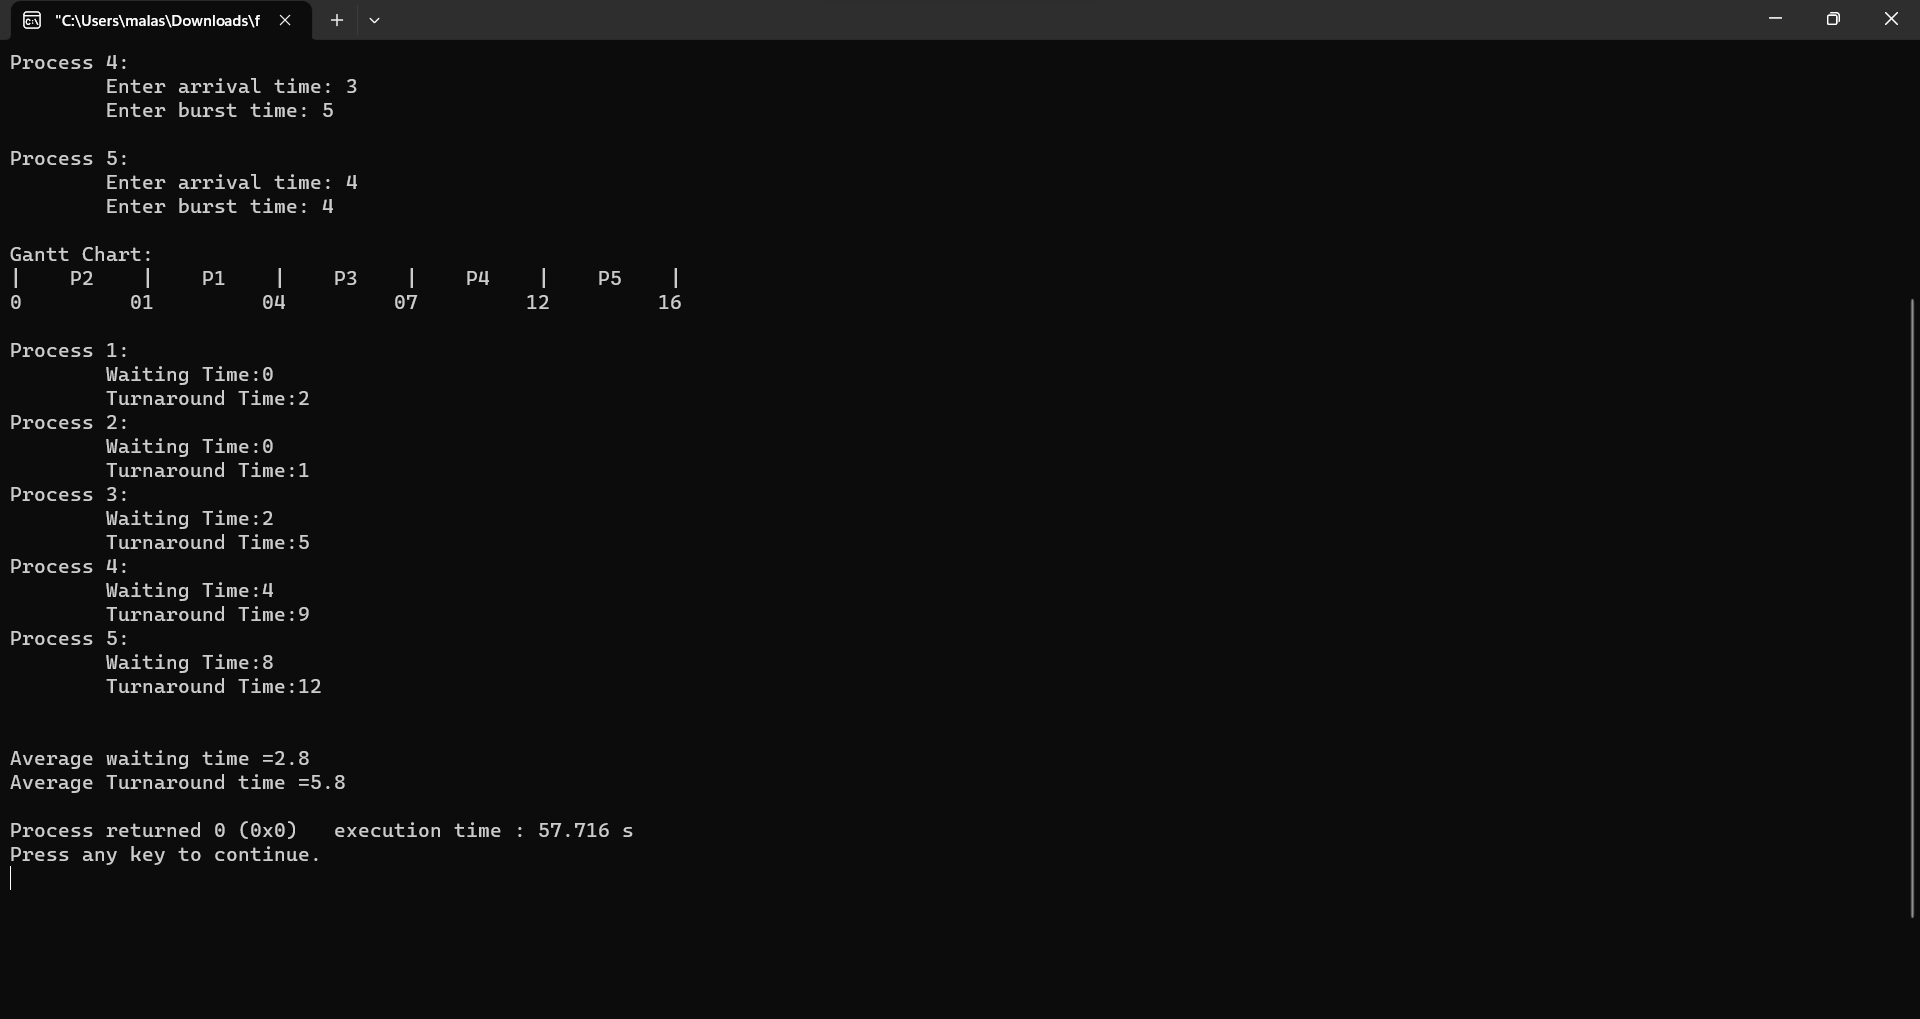 "C:\Users\malas\Downloads\f
Process 4:
Enter arrival time: 3
Enter burst time: 5
Process 5:
Enter arrival time: 4
Enter burst time: 4
Gantt Chart:
|    P2    |    P1    |    P3    |    P4    |    P5    |
0         01         04         07         12         16
Process 1:
Waiting Time:0
Turnaround Time:2
Process 2:
Waiting Time:0
Turnaround Time:1
Process 3:
Waiting Time:2
Turnaround Time:5
Process 4:
Waiting Time:4
Turnaround Time:9
Process 5:
Waiting Time:8
Turnaround Time:12
Average waiting time =2.8
Average Turnaround time =5.8
Process returned 0 (0x0)   execution time : 57.716 s
Press any key to continue.